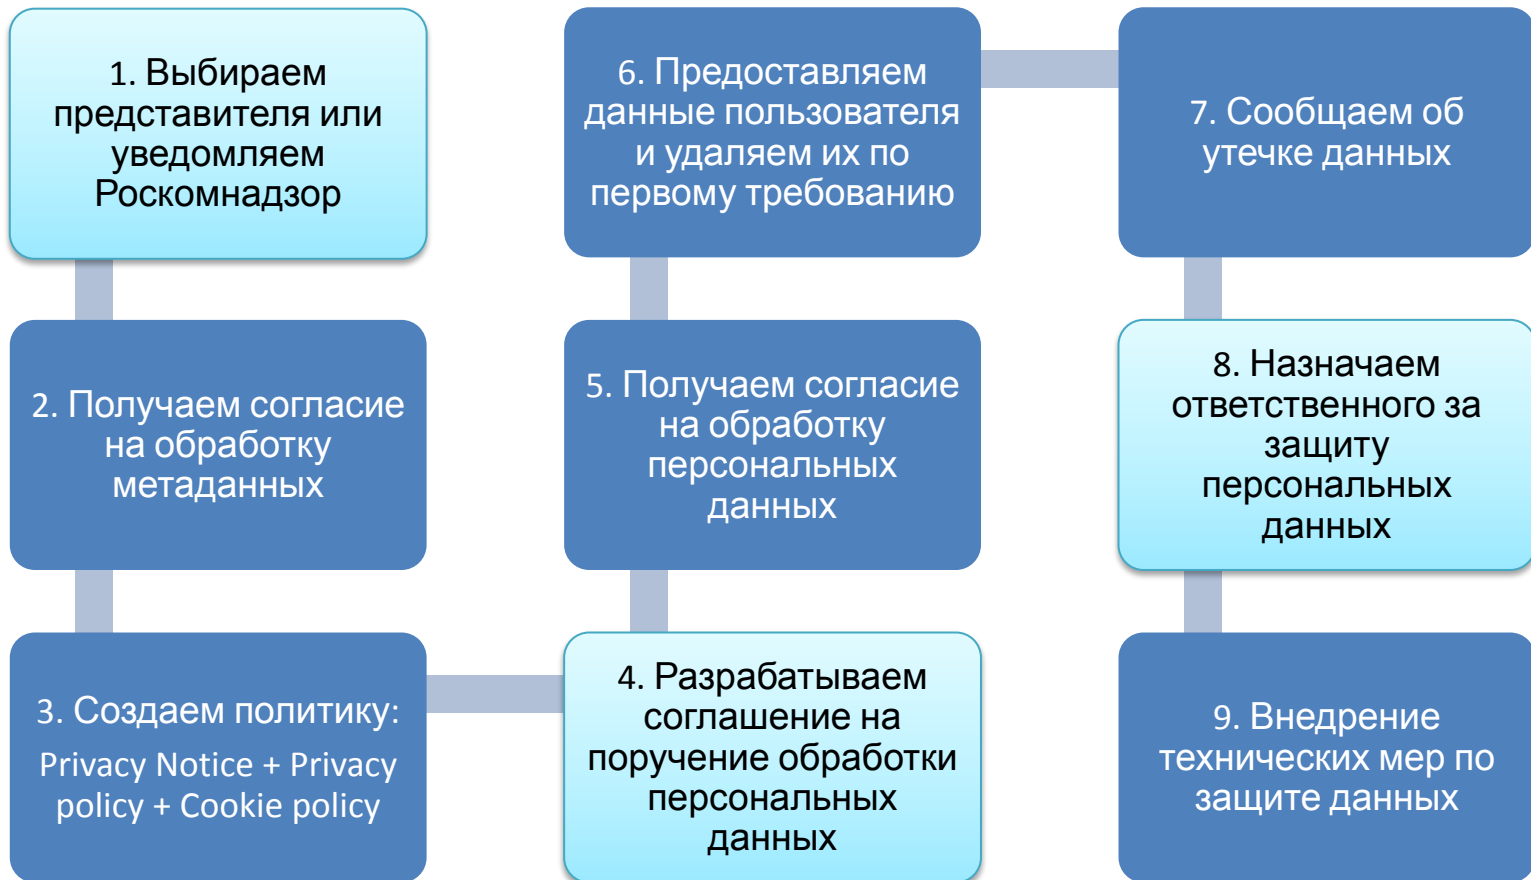 1. Выбираем
представителя или
уведомляем
Роскомнадзор
2. Получаем согласие
на обработку
метаданных
3. Создаем политику:
Privacy Notice + Privacy
policy + Cookie policy
4. Разрабатываем
соглашение на
поручение обработки
персональных
данных
5. Получаем согласие
на обработку
персональных
данных
6. Предоставляем
данные пользователя
и удаляем их по
первому требованию
7. Сообщаем об
утечке данных
8. Назначаем
ответственного за
защиту
персональных
данных
9. Внедрение
технических мер по
защите данных